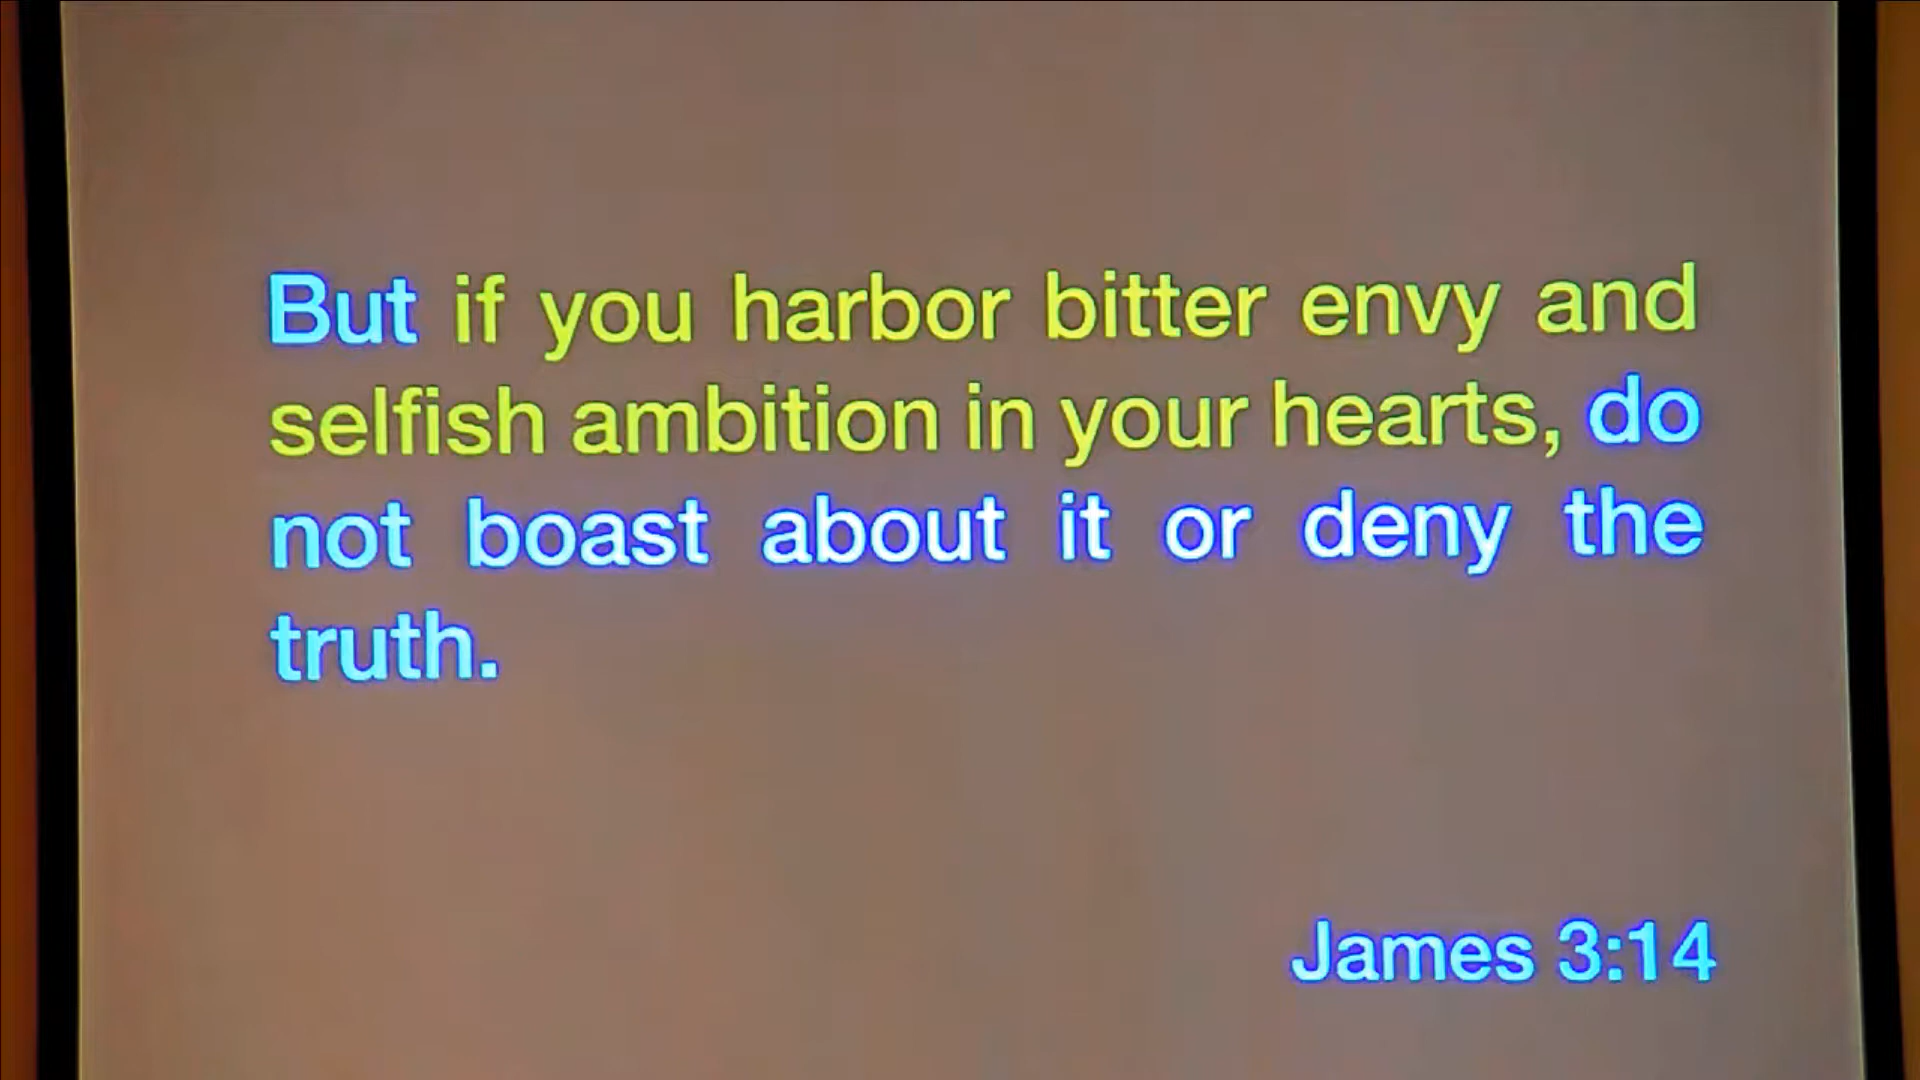 But if you harbor bitter envy and
selfish ambition in your hearts, do
not boast about it or deny the
truth.
James 3:14